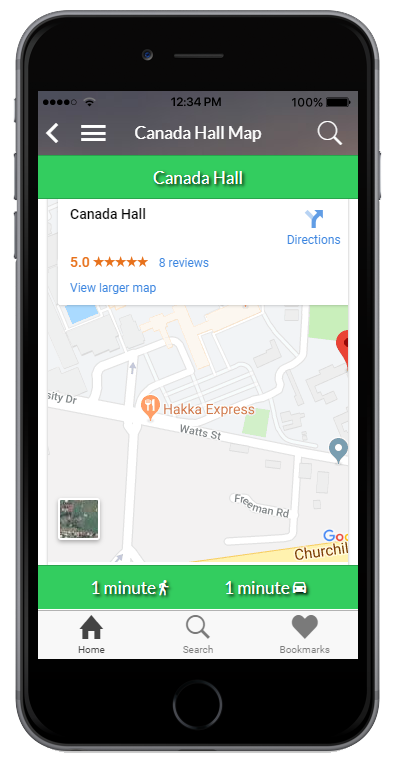 12:34 PM
100%
Canada Hall Map
Canada Hall
Canada Hall
Directions
5.0
8 reviews
View larger map
sity Dr
Hakka Express
Watts St
Freeman Rd
Goo
Churchil
1 minute
1 minute
Home
Search
Bookmarks